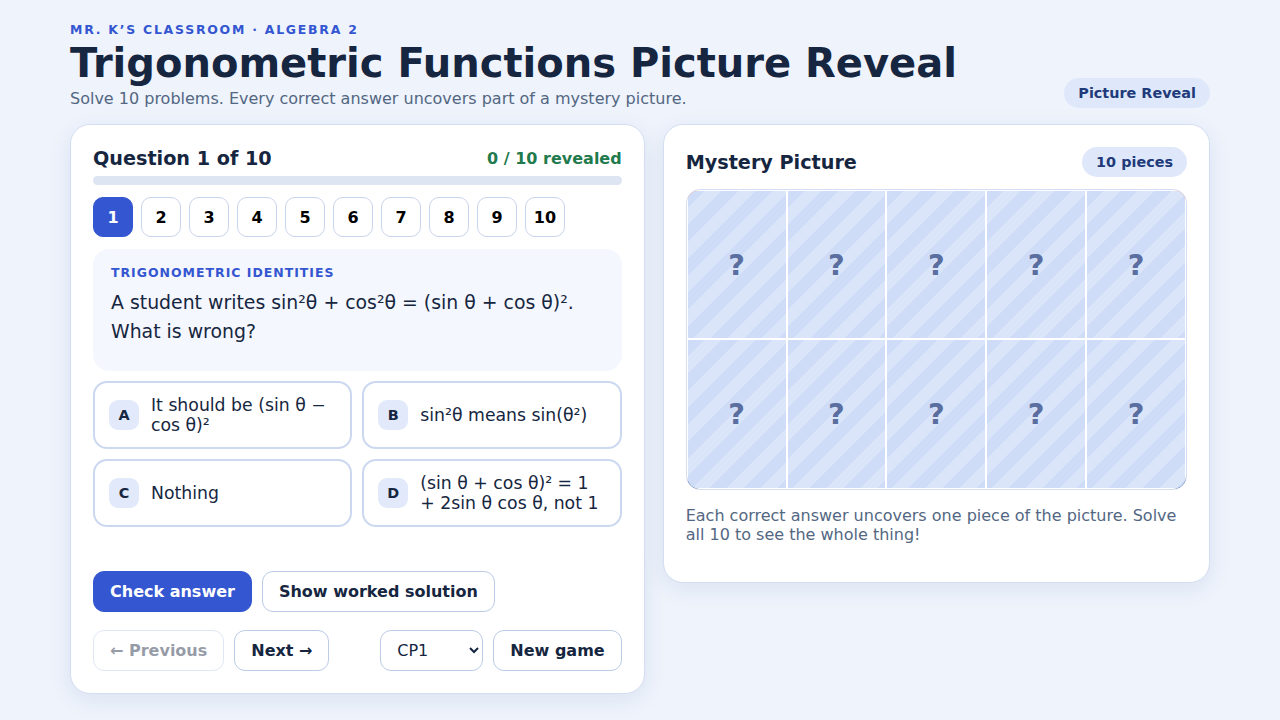 MR. K’S CLASSROOM · ALGEBRA 2
Trigonometric Functions Picture Reveal
Solve 10 problems. Every correct answer uncovers part of a mystery picture.
Picture Reveal
Question 1 of 10
0 / 10 revealed
1 2 3 4 5 6 7 8 9 10
TRIGONOMETRIC IDENTITIES
A student writes sin²θ + cos²θ = (sin θ + cos θ)².
What is wrong?
A It should be (sin θ −
cos θ)²
B sin²θ means sin(θ²)
C Nothing
D (sin θ + cos θ)² = 1
+ 2sin θ cos θ, not 1
Check answer
Show worked solution
← Previous
Next →
CP1
New game
Mystery Picture
10 pieces
? ? ? ? ?
? ? ? ? ?
Each correct answer uncovers one piece of the picture. Solve
all 10 to see the whole thing!